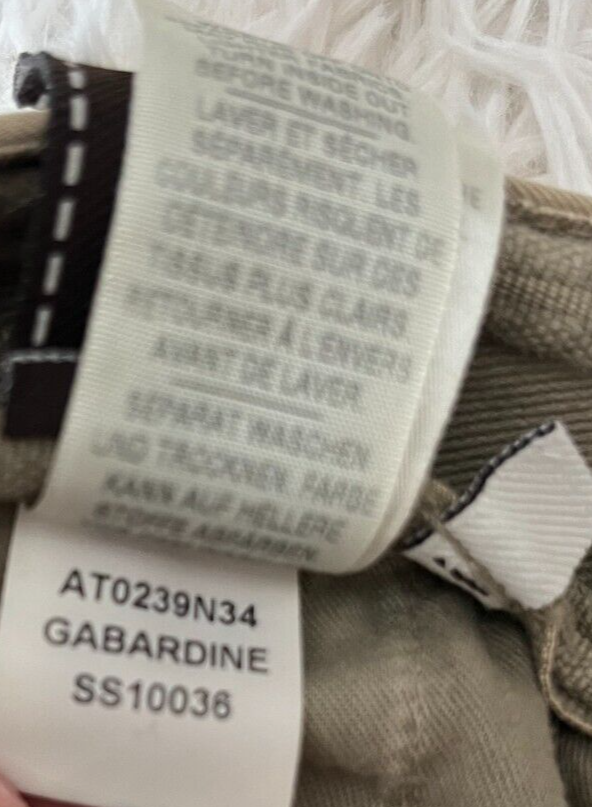 TURN INSIDE OUT
BEFORE WASHING.
LAVER ET SÉCHER
SÉPARÉMENT. LES
COULEURS RISQUENT DE
DÉTEINDRE SUR DES
TISSUS PLUS CLAIRS.
RETOURNER À L'ENVERS
AVANT DE LAVER.
SEPARAT WASCHEN
UND TROCKNEN. FARBE
KANN AUF HELLERE
STOFFE ABFÄRBEN.
AT0239N34
GABARDINE
SS10036